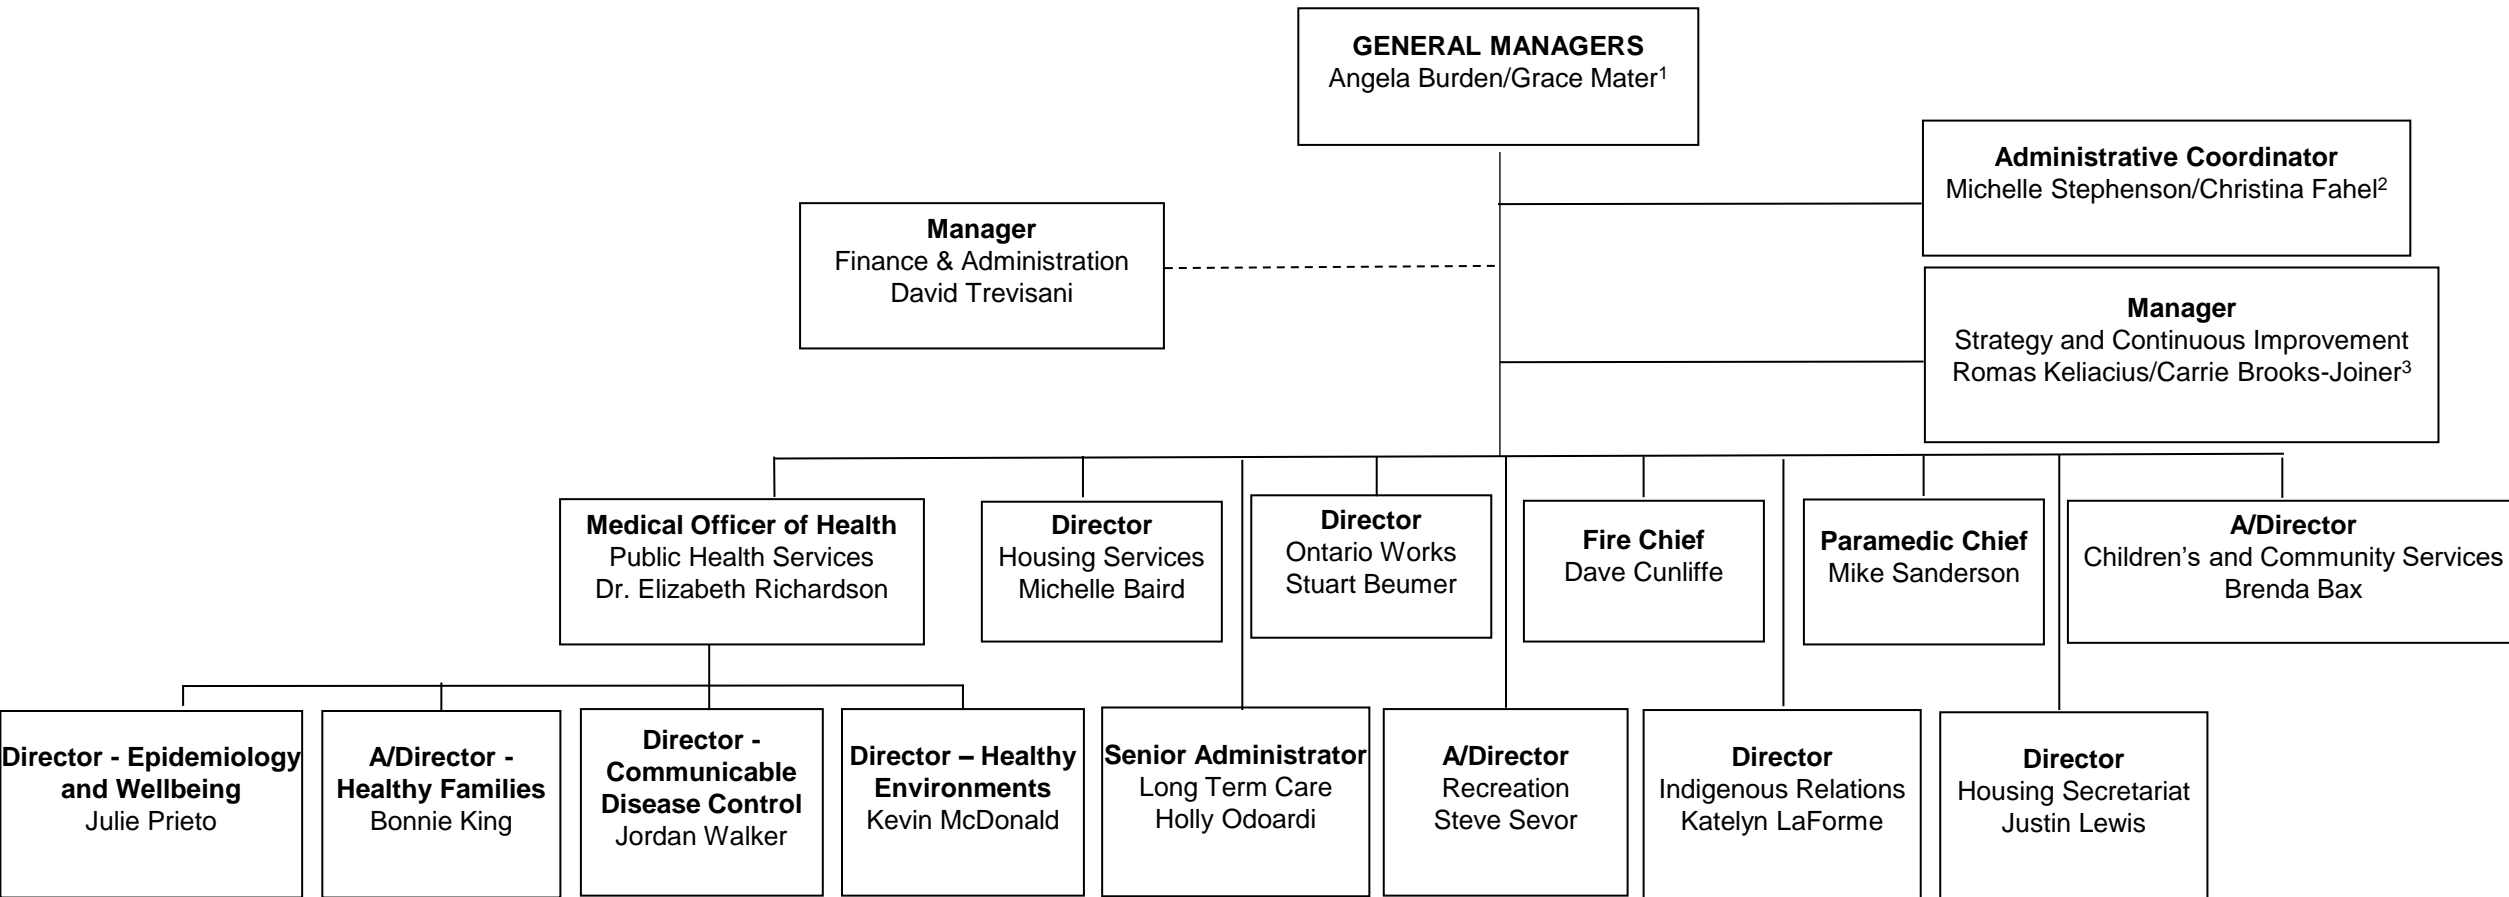 GENERAL MANAGERS
Angela Burden/Grace Mater¹
Administrative Coordinator
Michelle Stephenson/Christina Fahel²
Manager
Finance & Administration
David Trevisani
Manager
Strategy and Continuous Improvement
Romas Keliacius/Carrie Brooks-Joiner³
Medical Officer of Health
Public Health Services
Dr. Elizabeth Richardson
Director
Housing Services
Michelle Baird
Director
Ontario Works
Stuart Beumer
Fire Chief
Dave Cunliffe
Paramedic Chief
Mike Sanderson
A/Director
Children’s and Community Services
Brenda Bax
Director - Epidemiology
and Wellbeing
Julie Prieto
A/Director -
Healthy Families
Bonnie King
Director -
Communicable
Disease Control
Jordan Walker
Director – Healthy
Environments
Kevin McDonald
Senior Administrator
Long Term Care
Holly Odoardi
A/Director
Recreation
Steve Sevor
Director
Indigenous Relations
Katelyn LaForme
Director
Housing Secretariat
Justin Lewis